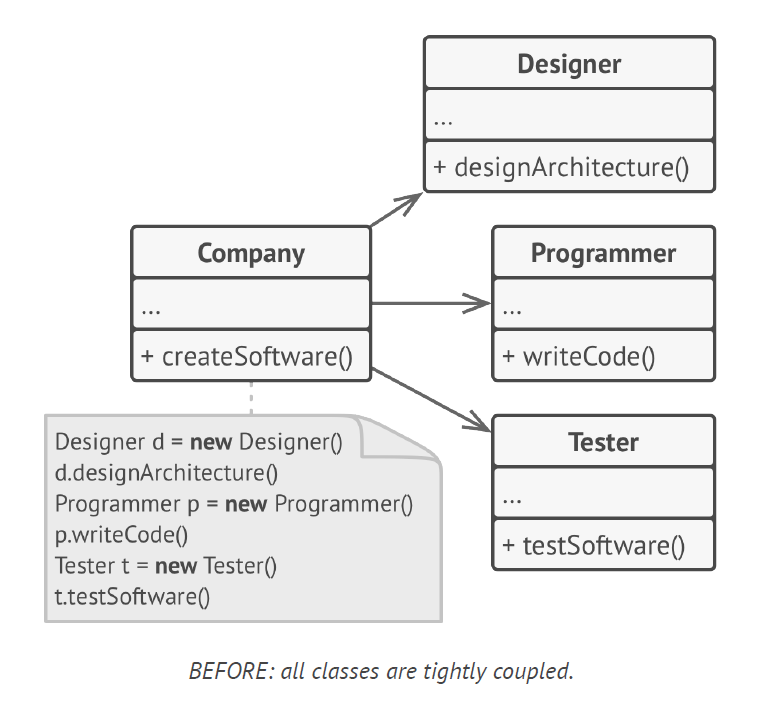 Designer
...
+ designArchitecture()
Company
...
+ createSoftware()
Programmer
...
+ writeCode()
Tester
...
+ testSoftware()
Designer d = new Designer()
d.designArchitecture()
Programmer p = new Programmer()
p.writeCode()
Tester t = new Tester()
t.testSoftware()
BEFORE: all classes are tightly coupled.